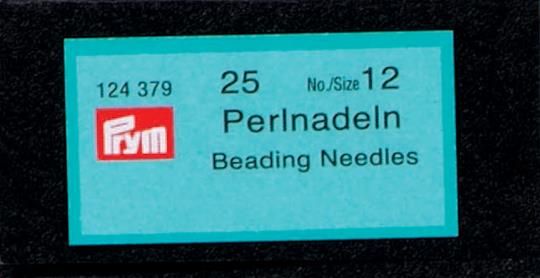 124 379 25 No./Size 12
Prym
Perlnadeln
Beading Needles